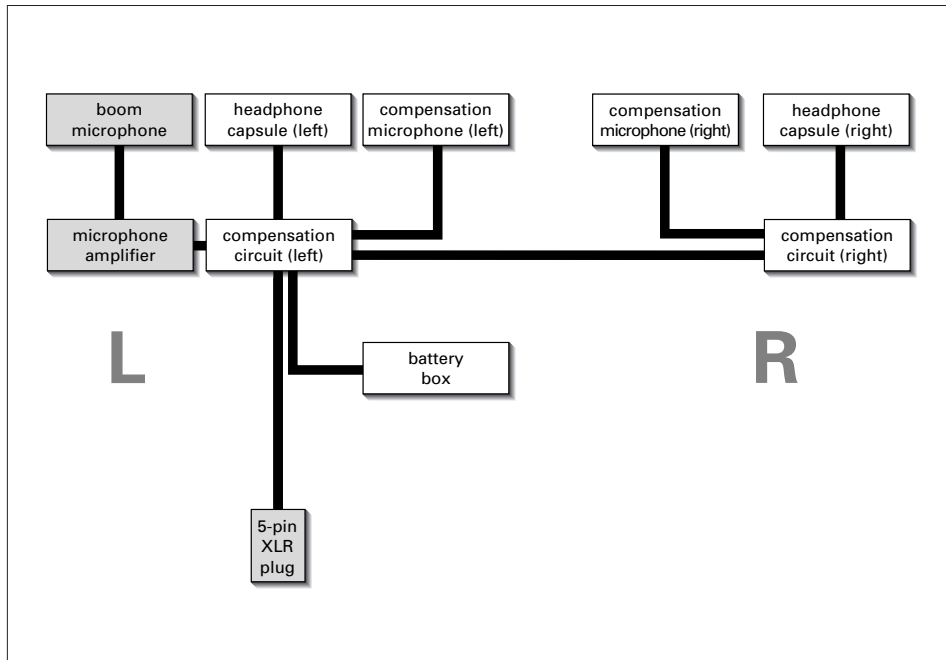 boom
microphone
headphone
capsule (left)
compensation
microphone (left)
compensation
microphone (right)
headphone
capsule (right)
microphone
amplifier
compensation
circuit (left)
compensation
circuit (right)
L
R
battery
box
5-pin
XLR
plug